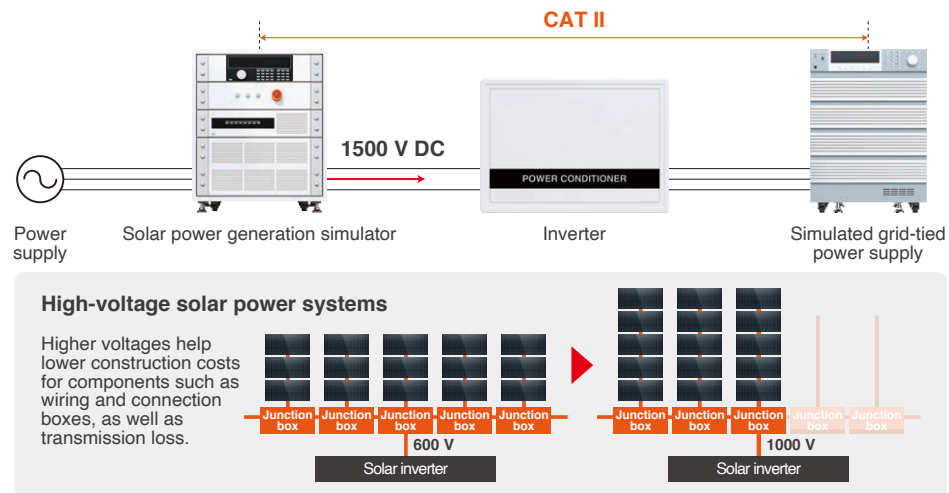 CAT II
1500 V DC
POWER CONDITIONER
Power
supply
Solar power generation simulator
Inverter
Simulated grid-tied
power supply
High-voltage solar power systems
Higher voltages help
lower construction costs
for components such as
wiring and connection
boxes, as well as
transmission loss.
Junction
box
Junction
box
Junction
box
Junction
box
Junction
box
600 V
Solar inverter
Junction
box
Junction
box
Junction
box
Junction
box
Junction
box
1000 V
Solar inverter